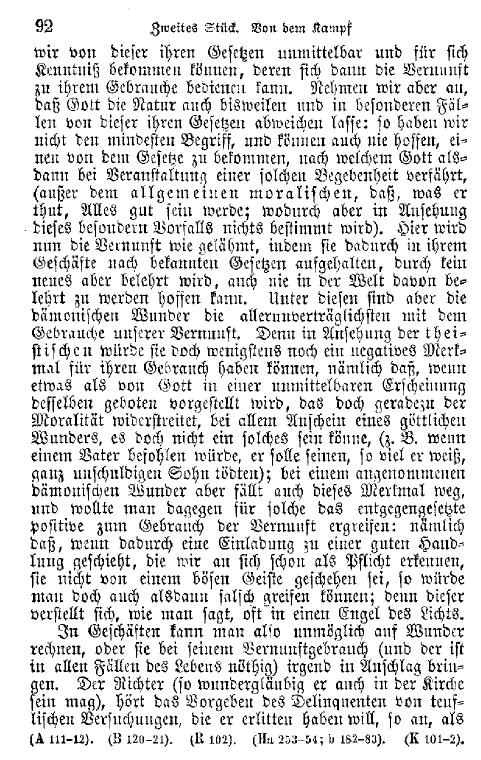 92 Zweites Stück. Von dem Kampf
wir von dieser ihren Gesetzen unmittelbar und für sich
Kenntniß bekommen können, deren sich dann die Vernunft
zu ihrem Gebrauche bedienen kann. Nehmen wir aber an,
daß Gott die Natur auch bisweilen und in besonderen Fäl-
len von dieser ihren Gesetzen abweichen lasse: so haben wir
nicht den mindesten Begriff, und können auch nie hoffen, ei-
nen von dem Gesetze zu bekommen, nach welchem Gott als-
dann bei Veranstaltung einer solchen Begebenheit verfährt,
(außer dem allgemeinen moralischen, daß, was er
thut, Alles gut sein werde; wodurch aber in Ansehung
dieses besondern Vorfalls nichts bestimmt wird). Hier wird
nun die Vernunft wie gelähmt, indem sie dadurch in ihrem
Geschäfte nach bekannten Gesetzen aufgehalten, durch kein
neues aber belehrt wird, auch nie in der Welt davon be-
lehrt zu werden hoffen kann. Unter diesen sind aber die
dämonischen Wunder die allerunverträglichsten mit dem
Gebrauche unserer Vernunft. Denn in Ansehung der thei-
stischen würde sie doch wenigstens noch ein negatives Merk-
mal für ihren Gebrauch haben können, nämlich daß, wenn
etwas als von Gott in einer unmittelbaren Erscheinung
desselben geboten vorgestellt wird, das doch geradezu der
Moralität widerstreitet, bei allem Anschein eines göttlichen
Wunders, es doch nicht ein solches sein könne, (z. B. wenn
einem Vater befohlen würde, er solle seinen, so viel er weiß,
ganz unschuldigen Sohn tödten); bei einem angenommenen
dämonischen Wunder aber fällt auch dieses Merkmal weg,
und wollte man dagegen für solche das entgegengesetzte
positive zum Gebrauch der Vernunft ergreifen: nämlich
daß, wenn dadurch eine Einladung zu einer guten Hand-
lung geschieht, die wir an sich schon als Pflicht erkennen,
sie nicht von einem bösen Geiste geschehen sei, so würde
man doch auch alsdann falsch greifen können; denn dieser
verstellt sich, wie man sagt, oft in einen Engel des Lichts.
In Geschäften kann man also unmöglich auf Wunder
rechnen, oder sie bei seinem Vernunftgebrauch (und der ist
in allen Fällen des Lebens nöthig) irgend in Anschlag brin-
gen. Der Richter (so wundergläubig er auch in der Kirche
sein mag), hört das Vorgeben des Delinquenten von teuf-
lischen Versuchungen, die er erlitten haben will, so an, als
(A 111-12). (B 120-21). (R 102). (Ha 253-54; b 182-83). (K 101-2).